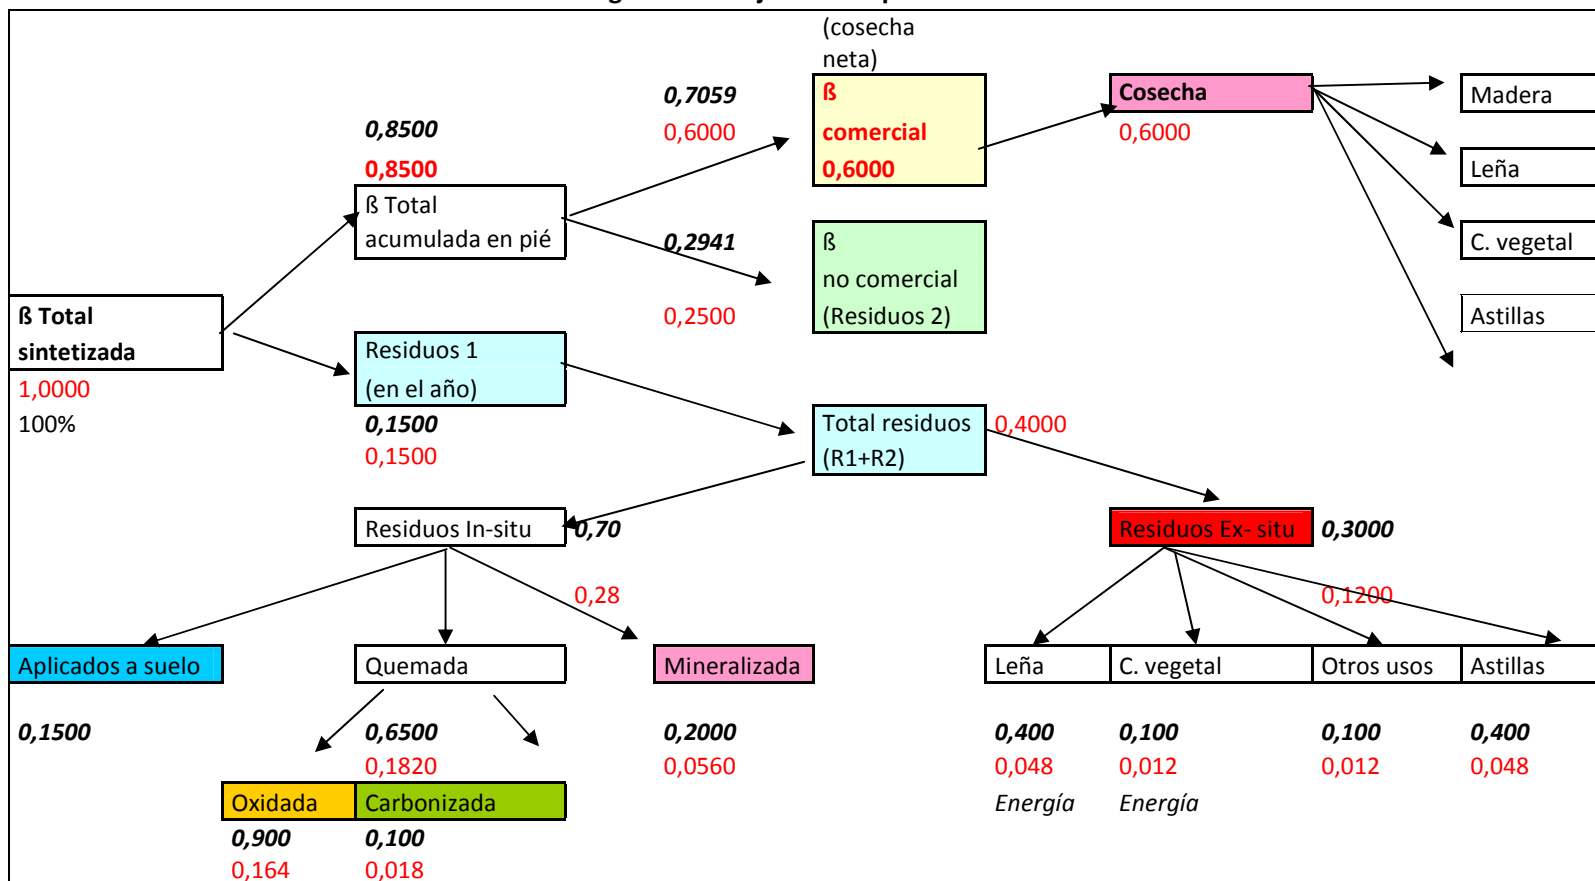 (cosecha
neta)
0,7059
0,6000
ß
comercial
0,6000
Cosecha
0,6000
Madera
Leña
C. vegetal
Astillas
0,8500
0,8500
ß Total
acumulada en pié
0,2941
0,2500
ß
no comercial
(Residuos 2)
ß Total
sintetizada
1,0000
100%
Residuos 1
(en el año)
0,1500
0,1500
Total residuos
(R1+R2)
0,4000
Residuos In-situ
0,70
0,28
Residuos Ex- situ
0,3000
0,1200
Aplicados a suelo
Quemada
Mineralizada
Leña
C. vegetal
Otros usos
Astillas
0,1500
0,6500
0,2000
0,400
0,100
0,100
0,400
0,1820
0,0560
0,048
0,012
0,012
0,048
Oxidada
Carbonizada
Energía
Energía
0,900
0,100
0,164
0,018